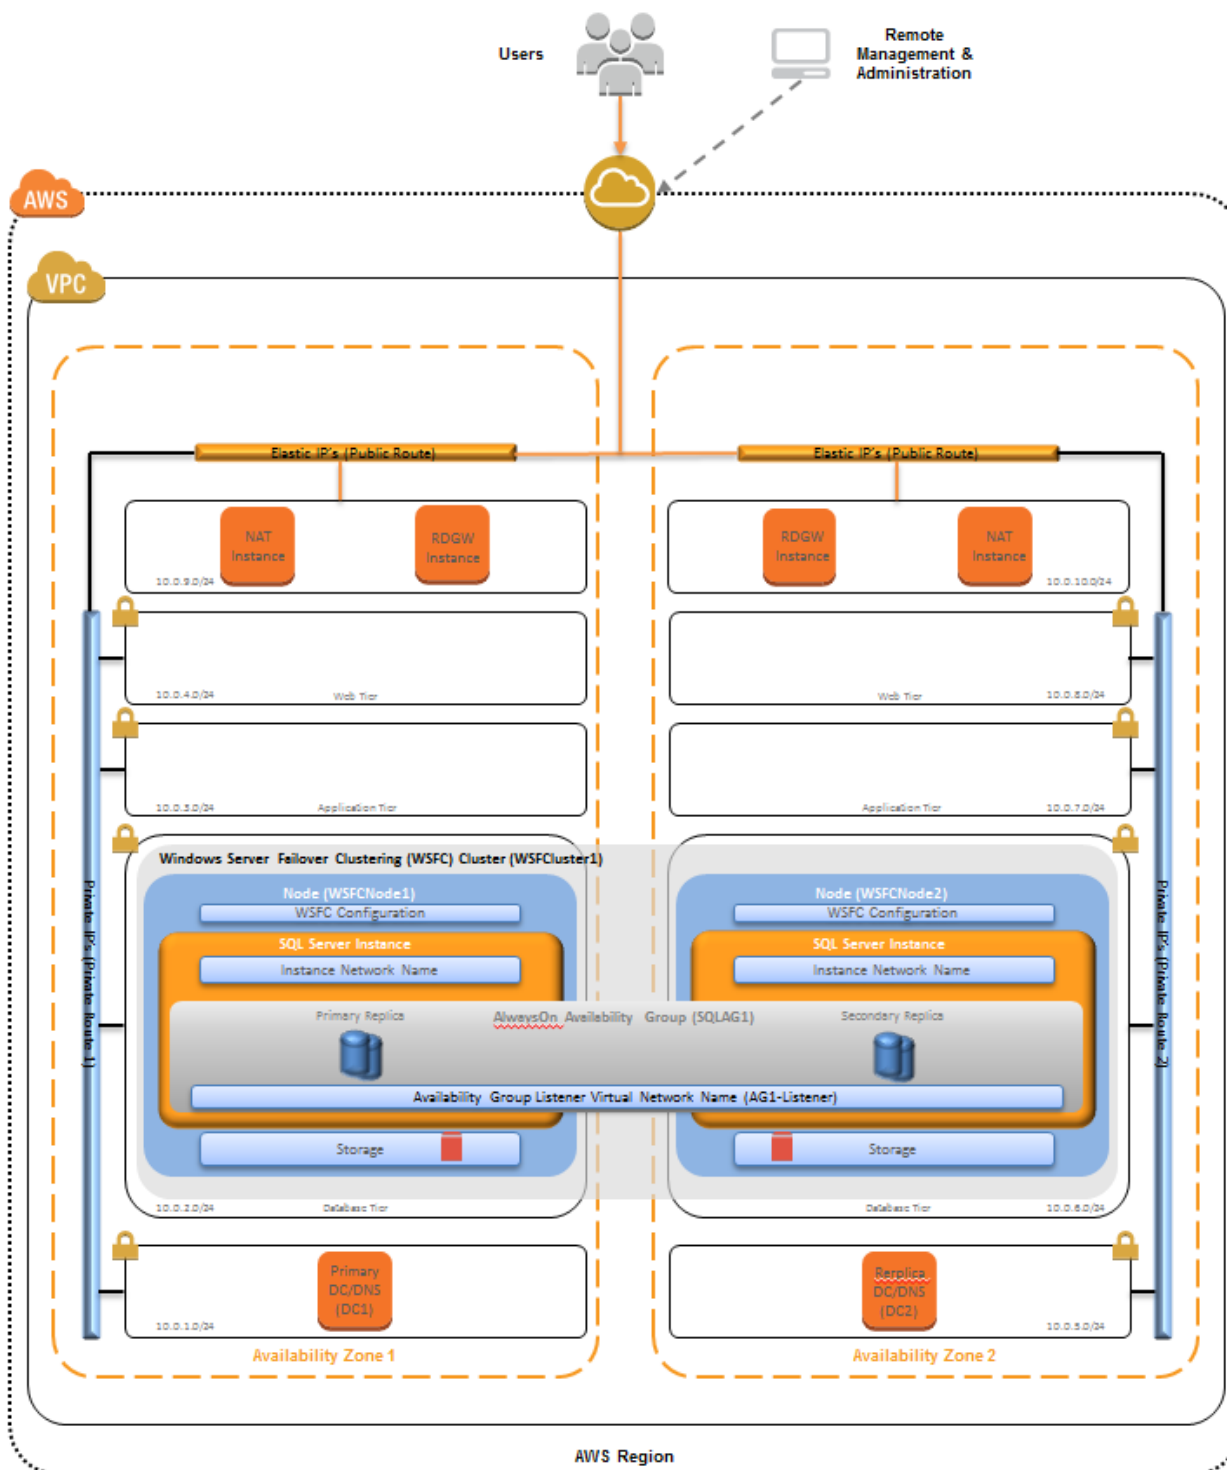 Users
Remote
Management &
Administration
AWS
VPC
Elastic IP's (Public Route)
Elastic IP's (Public Route)
NAT
Instance
RDGW
Instance
10.0.9.0/24
RDGW
Instance
NAT
Instance
10.0.10.0/24
10.0.4.0/24
Web Tier
Web Tier
10.0.8.0/24
10.0.3.0/24
Application Tier
Application Tier
10.0.7.0/24
Private IP's (Private Route 1)
Private IP's (Private Route 2)
Windows Server Failover Clustering (WSFC) Cluster (WSFCluster1)
Node (WSFCNode1)
WSFC Configuration
SQL Server Instance
Instance Network Name
Node (WSFCNode2)
WSFC Configuration
SQL Server Instance
Instance Network Name
Primary Replica
AlwaysOn Availability Group (SQLAG1)
Secondary Replica
Availability Group Listener Virtual Network Name (AG1-Listener)
Storage
Storage
10.0.2.0/24
Database Tier
Database Tier
10.0.6.0/24
Primary
DC/DNS
(DC1)
10.0.1.0/24
Rerplica
DC/DNS
(DC2)
10.0.5.0/24
Availability Zone 1
Availability Zone 2
AWS Region